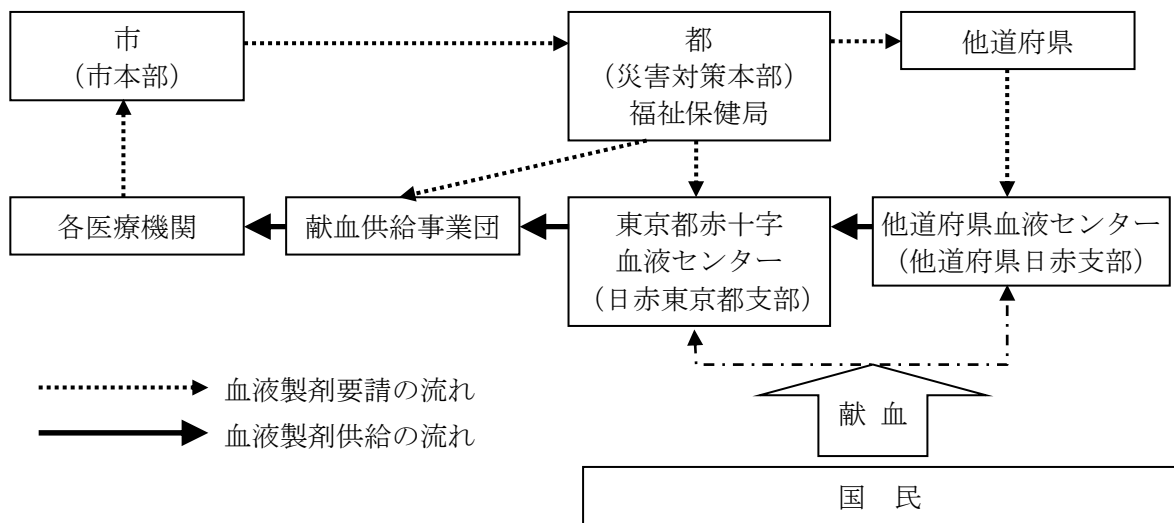 市
（市本部）
都
（災害対策本部）
福祉保健局
他道府県
各医療機関
献血供給事業団
東京都赤十字
血液センター
（日赤東京都支部）
他道府県血液センター
（他道府県日赤支部）
血液製剤要請の流れ
血液製剤供給の流れ
献 血
国 民